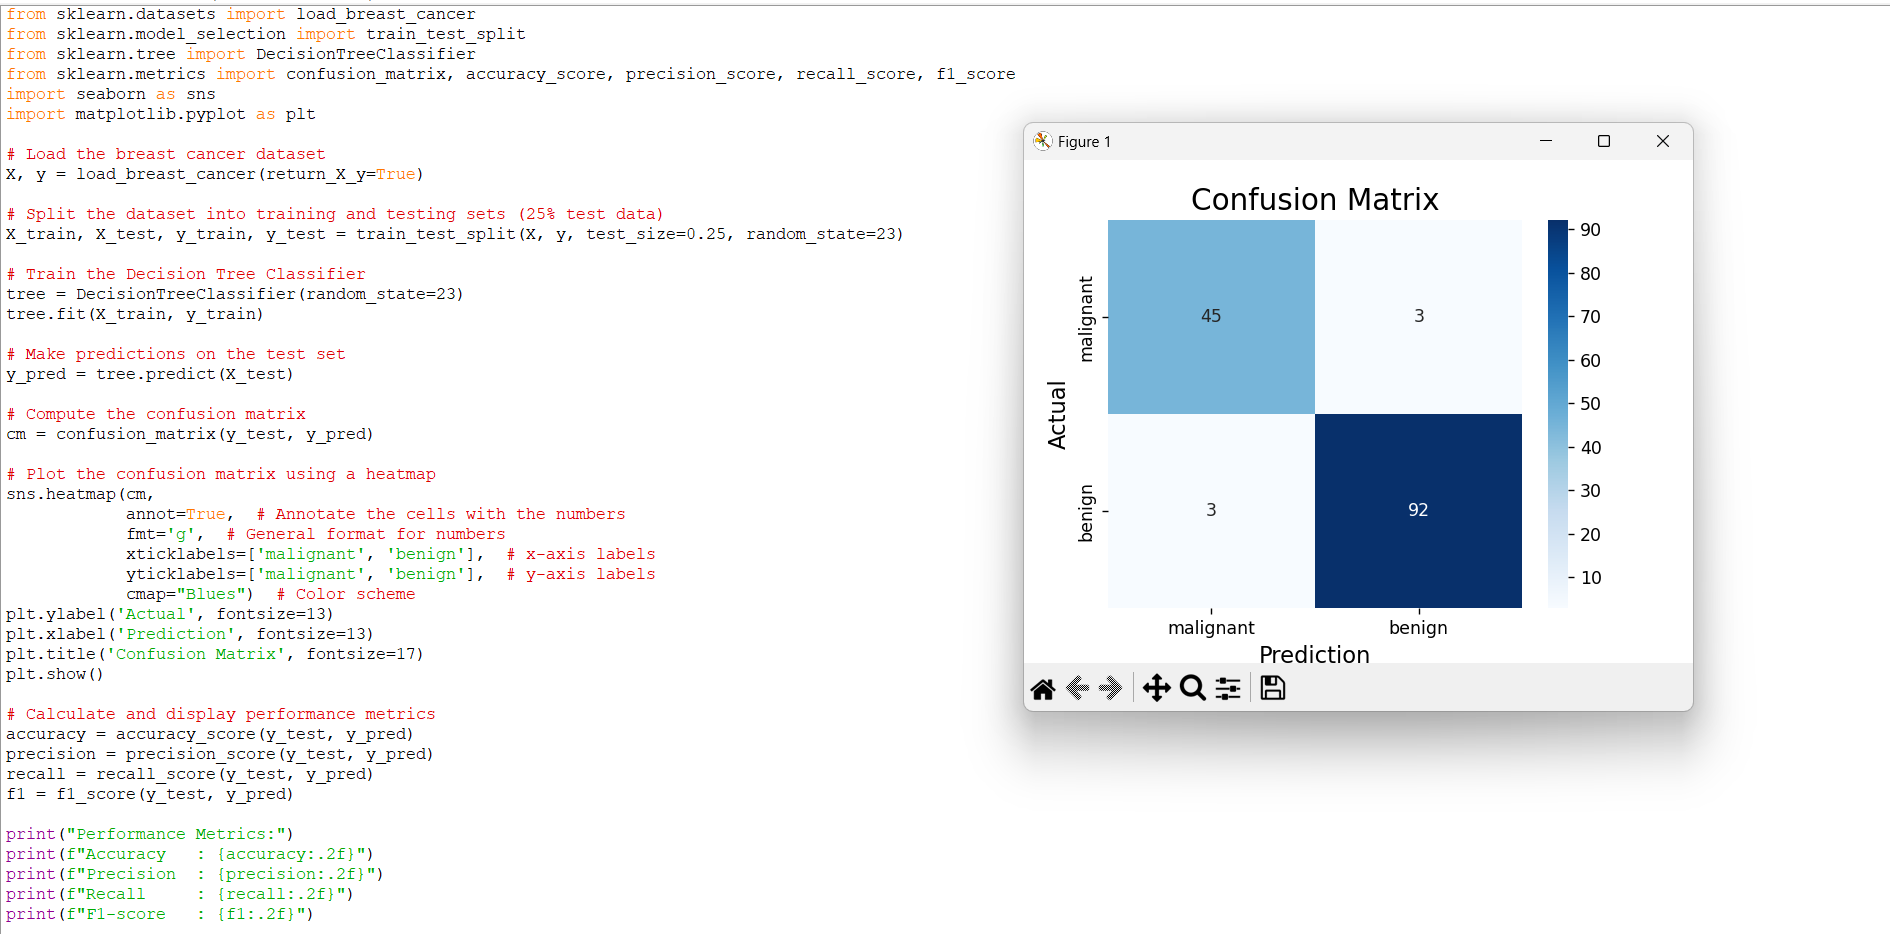 from sklearn.datasets import load_breast_cancer
from sklearn.model_selection import train_test_split
from sklearn.tree import DecisionTreeClassifier
from sklearn.metrics import confusion_matrix, accuracy_score, precision_score, recall_score, f1_score
import seaborn as sns
import matplotlib.pyplot as plt

# Load the breast cancer dataset
X, y = load_breast_cancer(return_X_y=True)

# Split the dataset into training and testing sets (25% test data)
X_train, X_test, y_train, y_test = train_test_split(X, y, test_size=0.25, random_state=23)

# Train the Decision Tree Classifier
tree = DecisionTreeClassifier(random_state=23)
tree.fit(X_train, y_train)

# Make predictions on the test set
y_pred = tree.predict(X_test)

# Compute the confusion matrix
cm = confusion_matrix(y_test, y_pred)

# Plot the confusion matrix using a heatmap
sns.heatmap(cm,
            annot=True,  # Annotate the cells with the numbers
            fmt='g',  # General format for numbers
            xticklabels=['malignant', 'benign'],  # x-axis labels
            yticklabels=['malignant', 'benign'],  # y-axis labels
            cmap="Blues")  # Color scheme
plt.ylabel('Actual', fontsize=13)
plt.xlabel('Prediction', fontsize=13)
plt.title('Confusion Matrix', fontsize=17)
plt.show()

# Calculate and display performance metrics
accuracy = accuracy_score(y_test, y_pred)
precision = precision_score(y_test, y_pred)
recall = recall_score(y_test, y_pred)
f1 = f1_score(y_test, y_pred)

print("Performance Metrics:")
print(f"Accuracy   : {accuracy:.2f}")
print(f"Precision  : {precision:.2f}")
print(f"Recall     : {recall:.2f}")
print(f"F1-score   : {f1:.2f}")
Figure 1
Confusion Matrix
Actual
malignant
benign
45
3
3
92
malignant
benign
Prediction
90
80
70
60
50
40
30
20
10